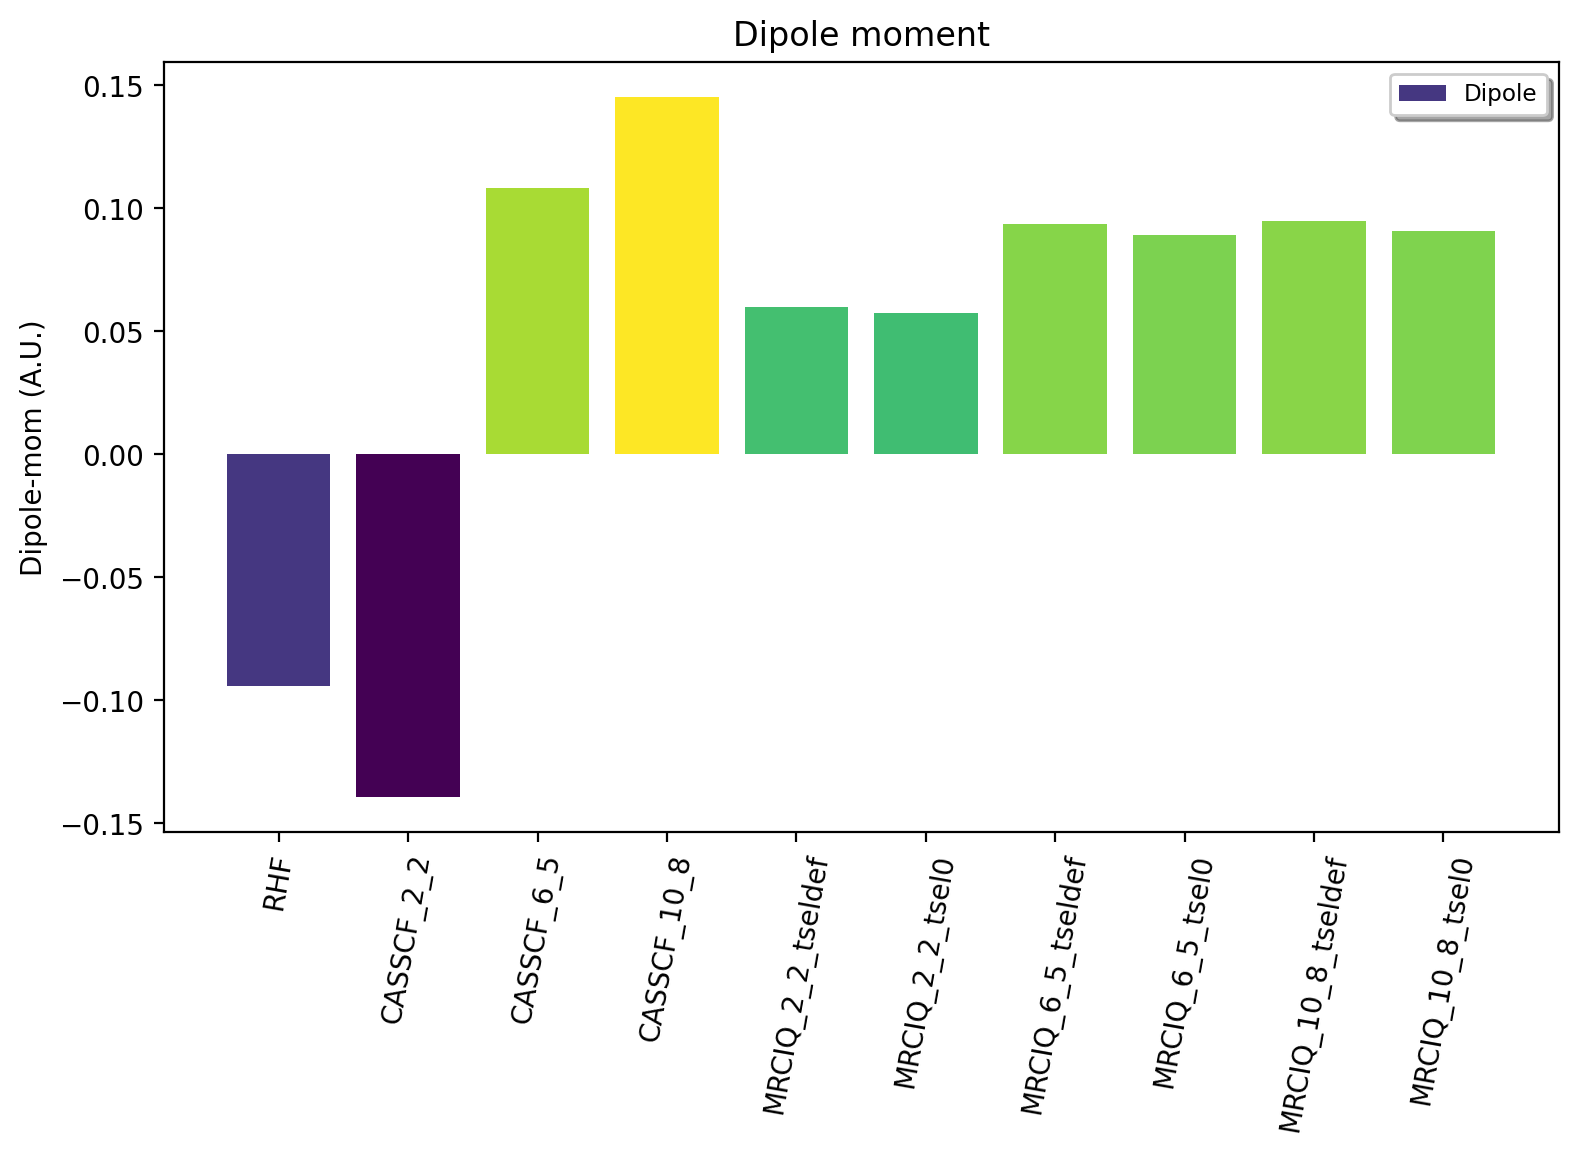 Dipole moment
Dipole
Dipole-mom (A.U.)
0.15
0.10
0.05
0.00
−0.05
−0.10
−0.15
RHF
CASSCF_2_2
CASSCF_6_5
CASSCF_10_8
MRCIQ_2_2_tseldef
MRCIQ_2_2_tsel0
MRCIQ_6_5_tseldef
MRCIQ_6_5_tsel0
MRCIQ_10_8_tseldef
MRCIQ_10_8_tsel0